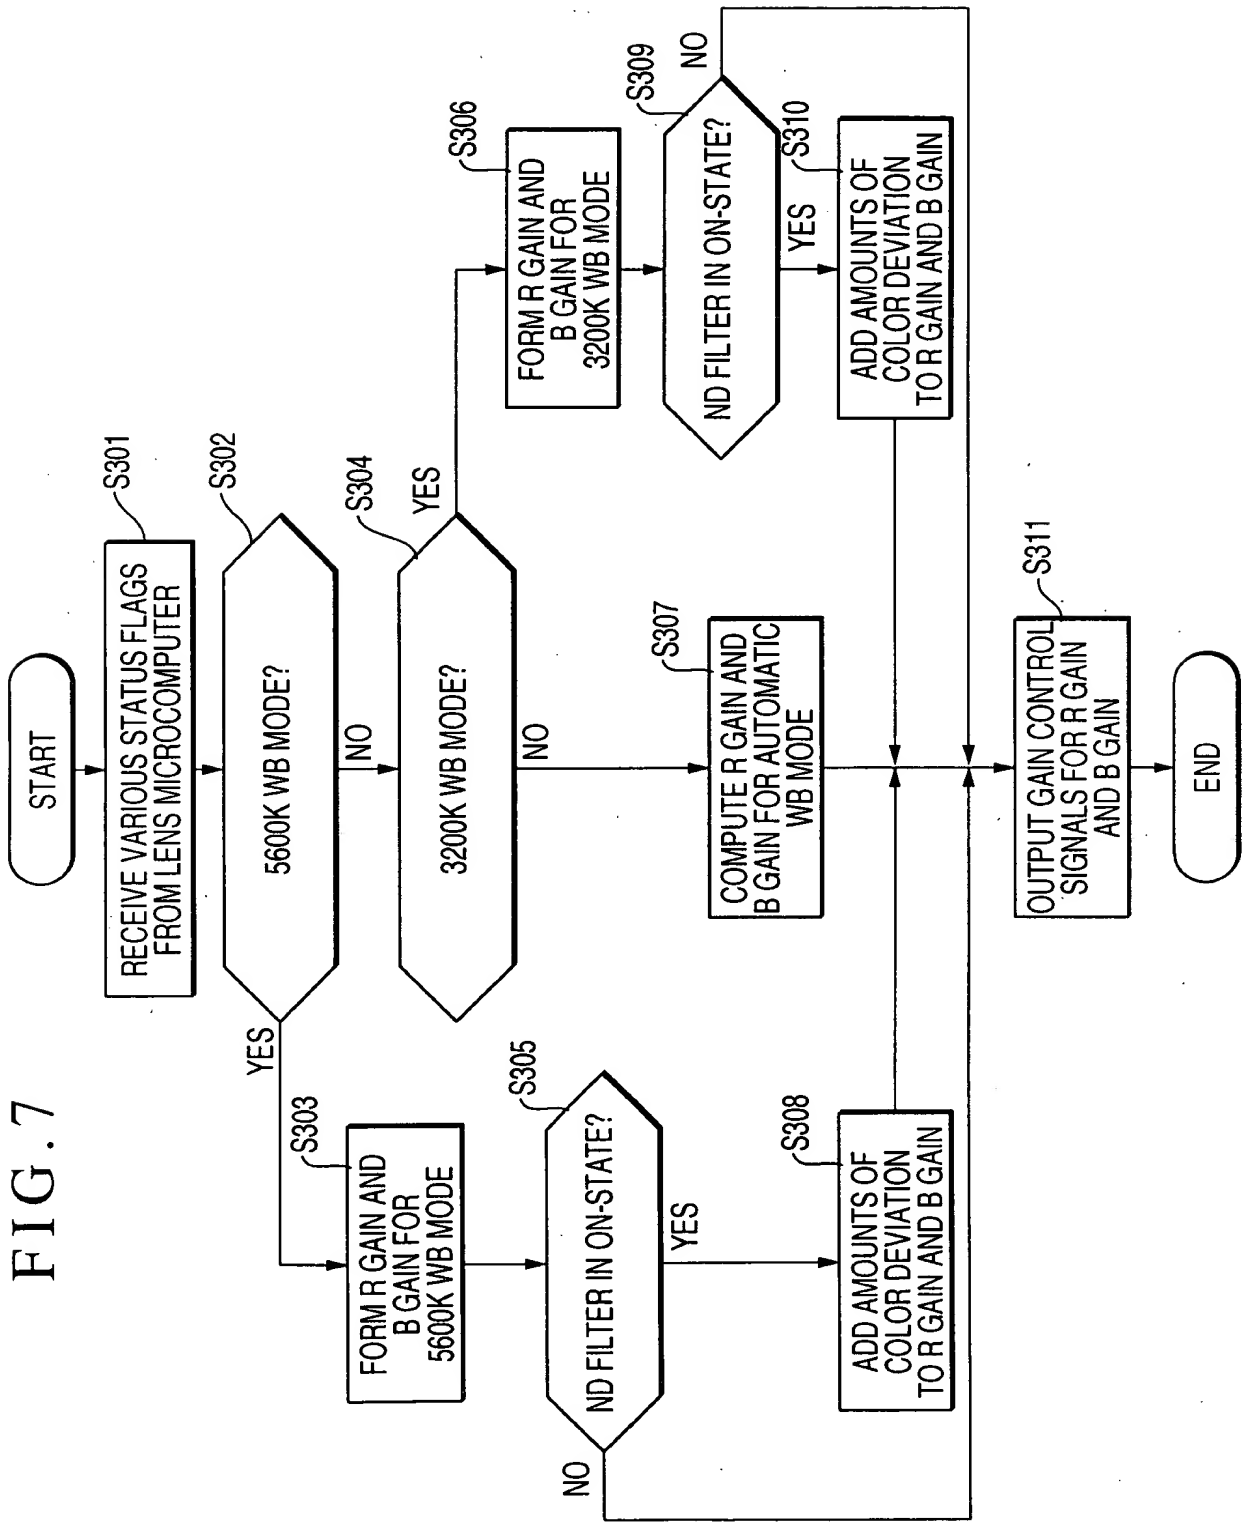 FIG.7
START
RECEIVE VARIOUS STATUS FLAGS
FROM LENS MICROCOMPUTER
S301
5600K WB MODE?
S302
YES
NO
FORM R GAIN AND
B GAIN FOR
5600K WB MODE
S303
3200K WB MODE?
S304
YES
NO
ND FILTER IN ON-STATE?
S305
NO
YES
FORM R GAIN AND
B GAIN FOR
3200K WB MODE
S306
COMPUTE R GAIN AND
B GAIN FOR AUTOMATIC
WB MODE
S307
ADD AMOUNTS OF
COLOR DEVIATION
TO R GAIN AND B GAIN
S308
ND FILTER IN ON-STATE?
S309
NO
YES
ADD AMOUNTS OF
COLOR DEVIATION
TO R GAIN AND B GAIN
S310
OUTPUT GAIN CONTROL
SIGNALS FOR R GAIN
AND B GAIN
S311
END